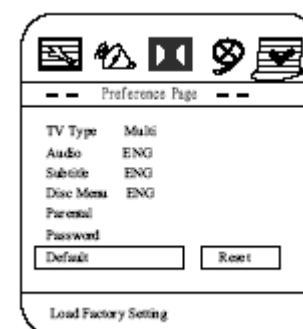 -- -- Preference Page -- --
TV Type Multi
Audio ENG
Subtitle ENG
Disc Menu ENG
Parental
Password
Default Reset
Load Factory Setting